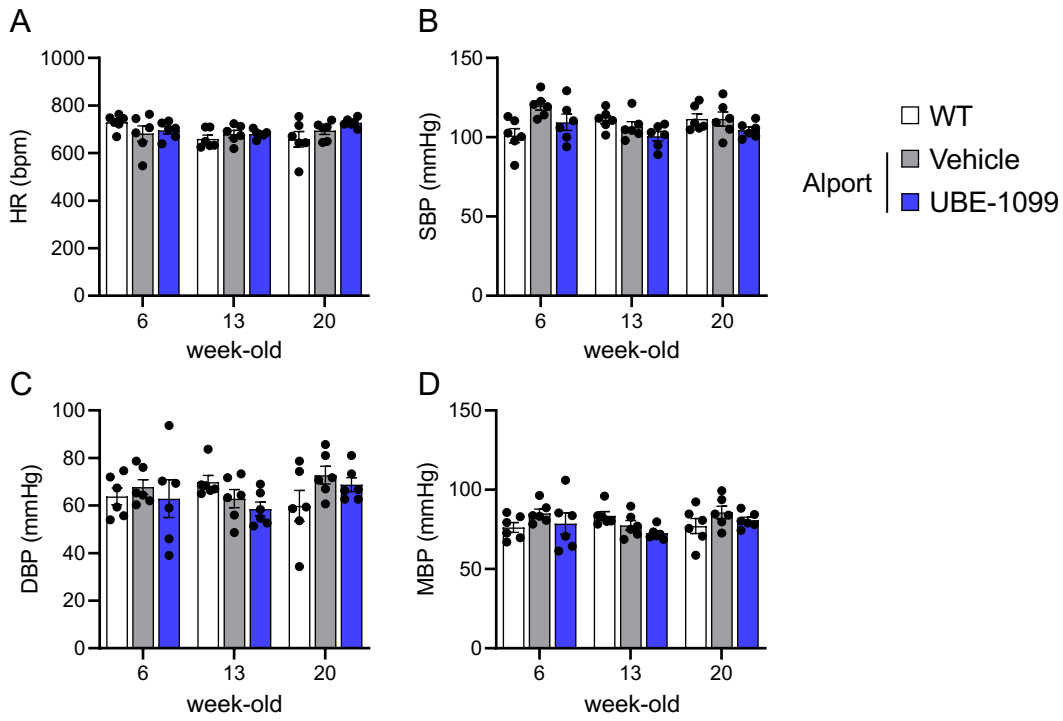 A
HR (bpm)
1000
800
600
400
200
0
6
13
20
week-old
B
SBP (mmHg)
150
100
50
0
6
13
20
week-old
WT
Alport
Vehicle
UBE-1099
C
DBP (mmHg)
100
80
60
40
20
0
6
13
20
week-old
D
MBP (mmHg)
150
100
50
0
6
13
20
week-old